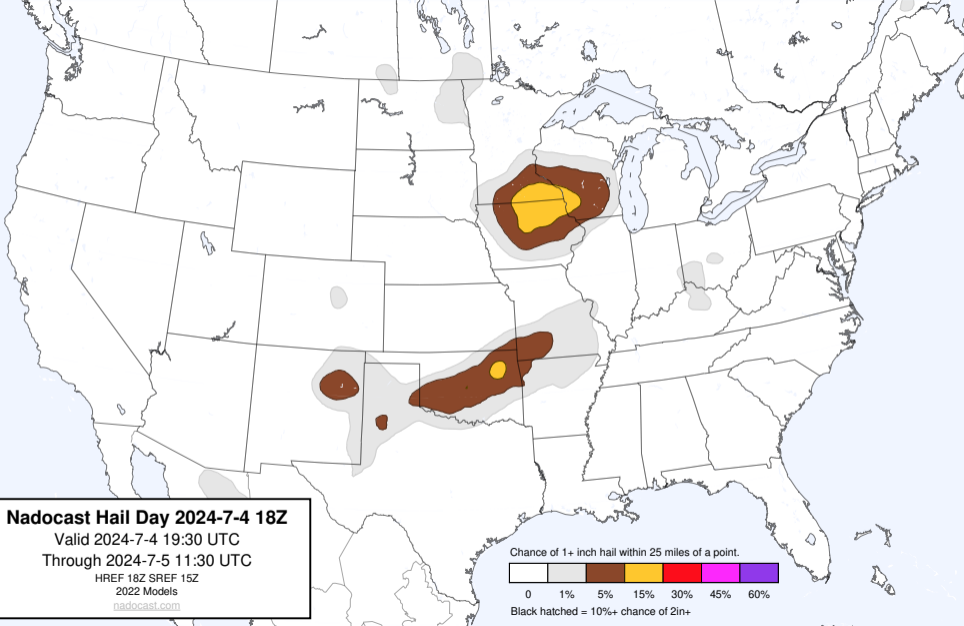 Nadocast Hail Day 2024-7-4 18Z
Valid 2024-7-4 19:30 UTC
Through 2024-7-5 11:30 UTC
HREF 18Z SREF 15Z
2022 Models
nadocast.com
Chance of 1+ inch hail within 25 miles of a point.
0 1% 5% 15% 30% 45% 60%
Black hatched = 10%+ chance of 2in+